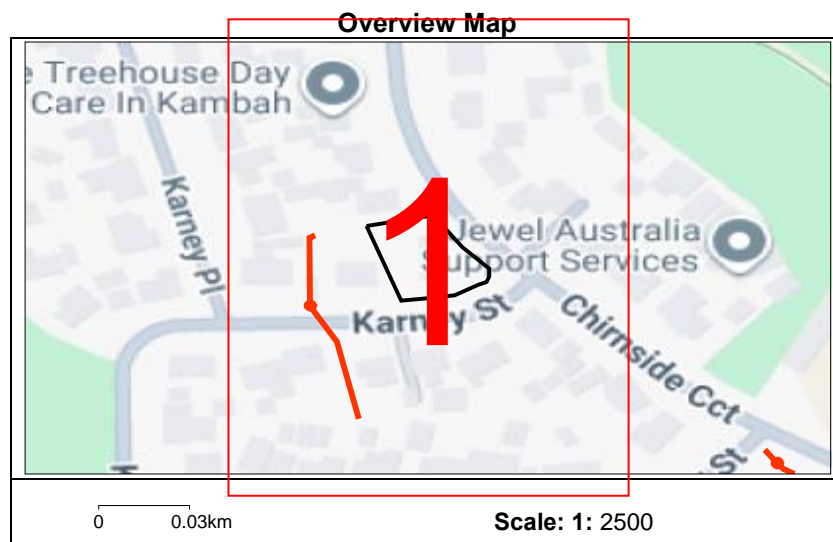 Overview Map
e Treehouse Day
Care In Kambah
Karney Pl
1
Jewel Australia
Support Services
Karney St
Chirnside Cct
St
0 0.03km
Scale: 1: 2500